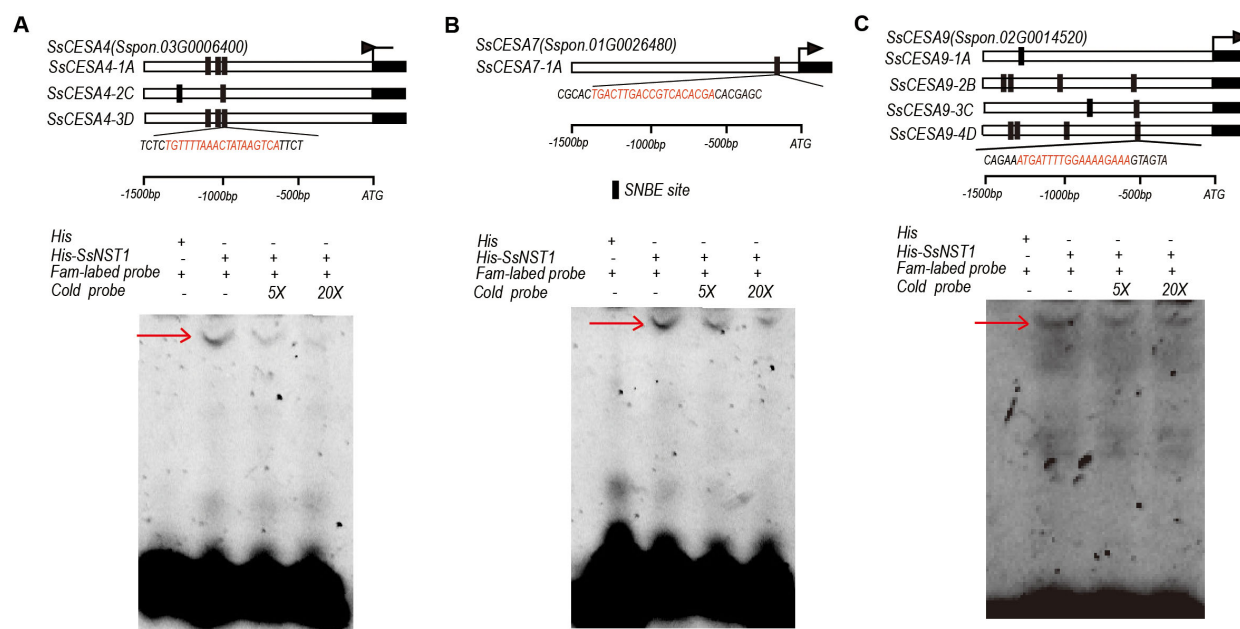 A
SsCESA4(Sspon.03G0006400)
SsCESA4-1A
SsCESA4-2C
SsCESA4-3D
TCTCTGTTTTAAACTATAAGTCATTCT
-1500bp -1000bp -500bp ATG
His + - - -
His-SsNST1 - + + +
Fam-labed probe + + + +
Cold probe - - 5X 20X
B
SsCESA7(Sspon.01G0026480)
SsCESA7-1A
CGCACTGACTTGACCGTCACACGACACGAGC
-1500bp -1000bp -500bp ATG
SNBE site
His + - - -
His-SsNST1 - + + +
Fam-labed probe + + + +
Cold probe - - 5X 20X
C
SsCESA9(Sspon.02G0014520)
SsCESA9-1A
SsCESA9-2B
SsCESA9-3C
SsCESA9-4D
CAGAAATGATTTTGGAAAAGAAAGTAGTA
-1500bp -1000bp -500bp ATG
His + - - -
His-SsNST1 - + + +
Fam-labed probe + + + +
Cold probe - - 5X 20X